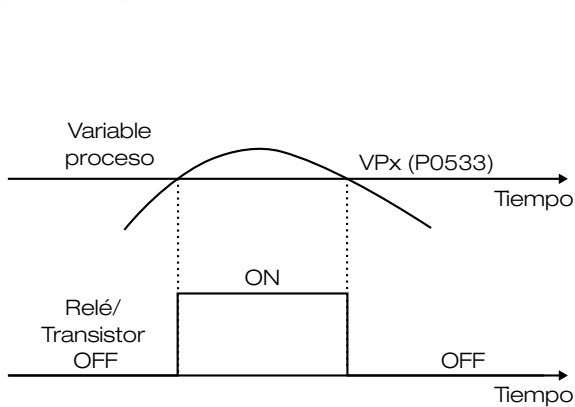 Variable
proceso
VPx (P0533)
Tiempo
ON
Relé/
Transistor
OFF
OFF
Tiempo